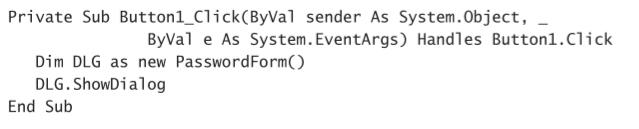 Private Sub Button1_Click(ByVal sender As System.Object, _
ByVal e As System.EventArgs) Handles Button1.Click
Dim DLG as new PasswordForm()
DLG.ShowDialog
End Sub